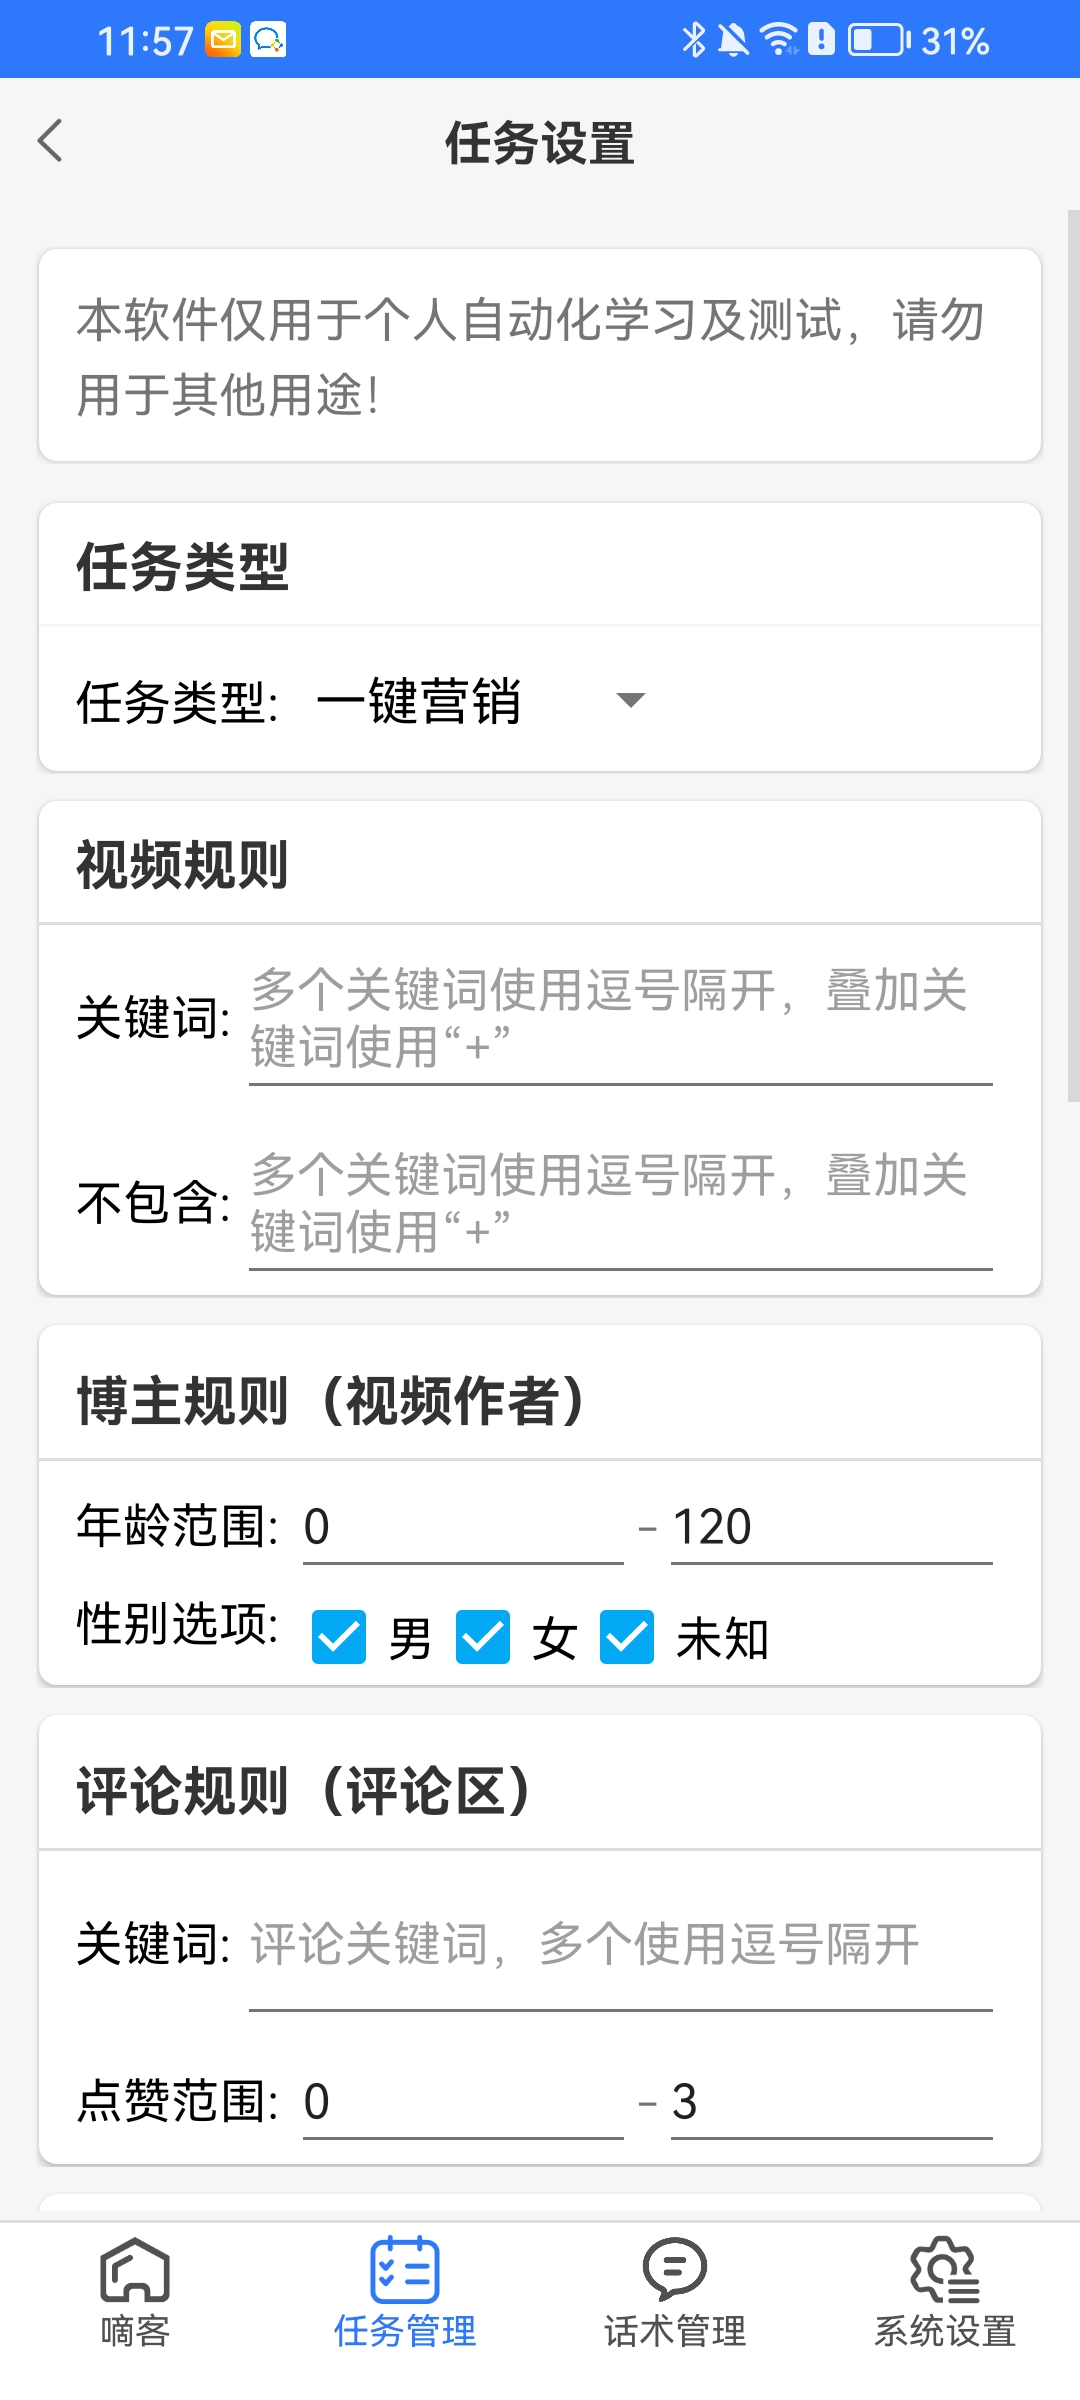 11:57
31%
任务设置
本软件仅用于个人自动化学习及测试，请勿
用于其他用途！
任务类型
任务类型： 一键营销
视频规则
关键词： 多个关键词使用逗号隔开，叠加关
键词使用“+”
不包含： 多个关键词使用逗号隔开，叠加关
键词使用“+”
博主规则（视频作者）
年龄范围： 0 - 120
性别选项： 男 女 未知
评论规则（评论区）
关键词： 评论关键词，多个使用逗号隔开
点赞范围： 0 - 3
嘀客 任务管理 话术管理 系统设置